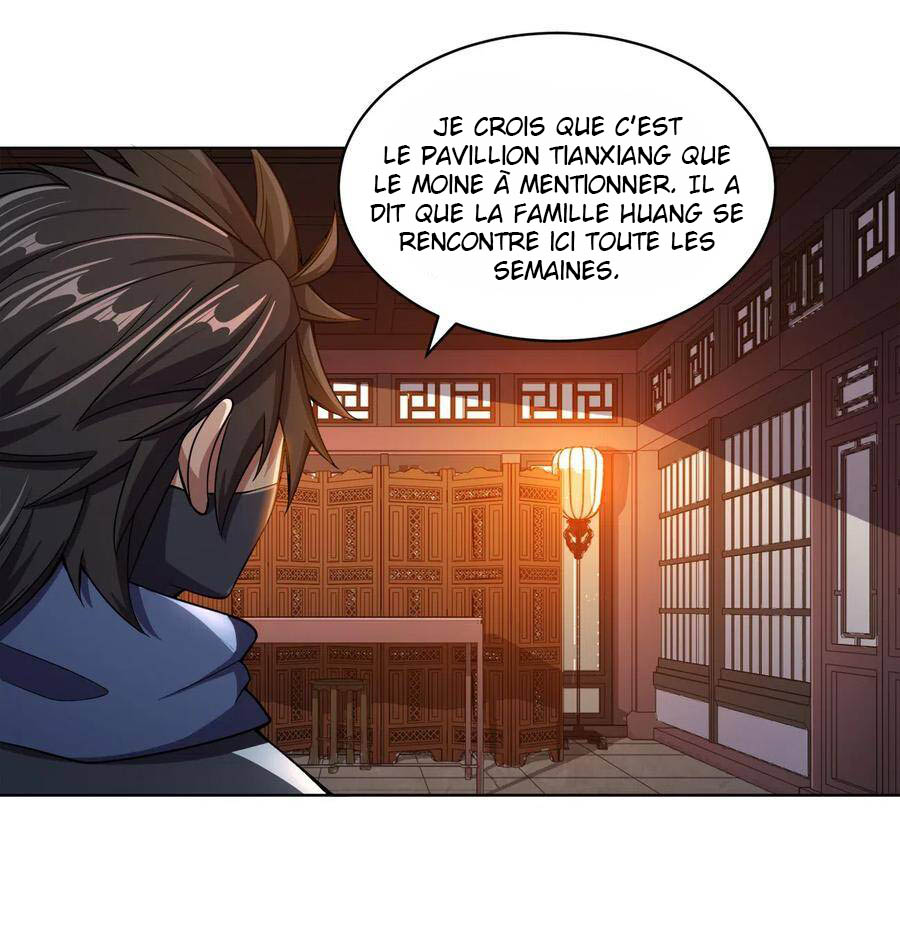 JE CROIS QUE C'EST
LE PAVILLION TIANXIANG QUE
LE MOINE À MENTIONNER. IL A
DIT QUE LA FAMILLE HUANG SE
RENCONTRE ICI TOUTE LES
SEMAINES.